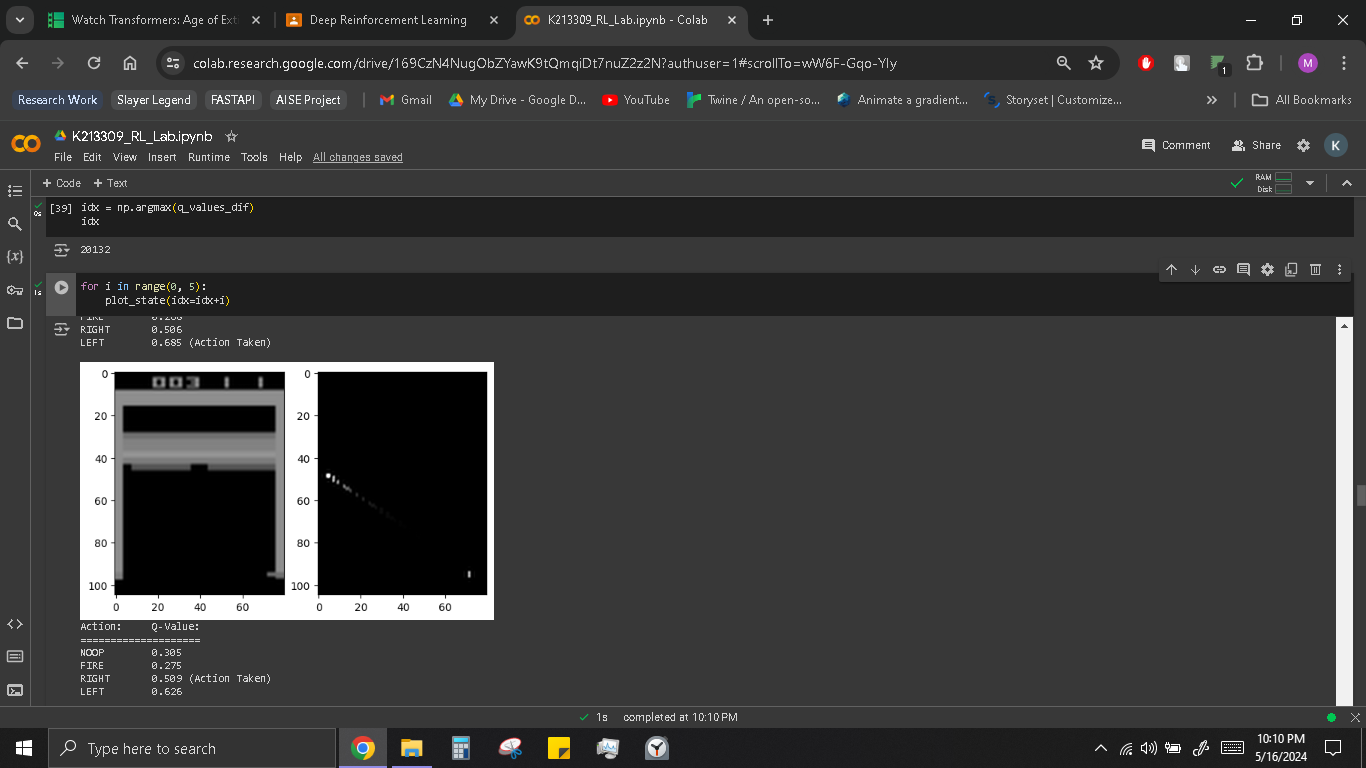 Watch Transformers: Age of Ext
Deep Reinforcement Learning
K213309_RL_Lab.ipynb - Colab
colab.research.google.com/drive/169CzN4NugObZYawK9tQmqiDt7nuZ2z2N?authuser=1#scrollTo=wW6F-Gqo-YIy
1
M
Research Work
Slayer Legend
FASTAPI
AISE Project
Gmail
My Drive - Google D...
YouTube
Twine / An open-so...
Animate a gradient...
Storyset | Customize...
All Bookmarks
K213309_RL_Lab.ipynb
File Edit View Insert Runtime Tools Help All changes saved
Comment
Share
K
+ Code + Text
RAM
Disk
0s
[39] idx = np.argmax(q_values_dif)
idx
20132
1s
for i in range(0, 5):
plot_state(idx=idx+i)
RIGHT 0.506
LEFT 0.685 (Action Taken)
003 1 1
0
20
40
60
80
100
0 20 40 60
0
20
40
60
80
100
0 20 40 60
Action: Q-Value:
====================
NOOP 0.305
FIRE 0.275
RIGHT 0.509 (Action Taken)
LEFT 0.626
1s completed at 10:10 PM
Type here to search
10:10 PM
5/16/2024